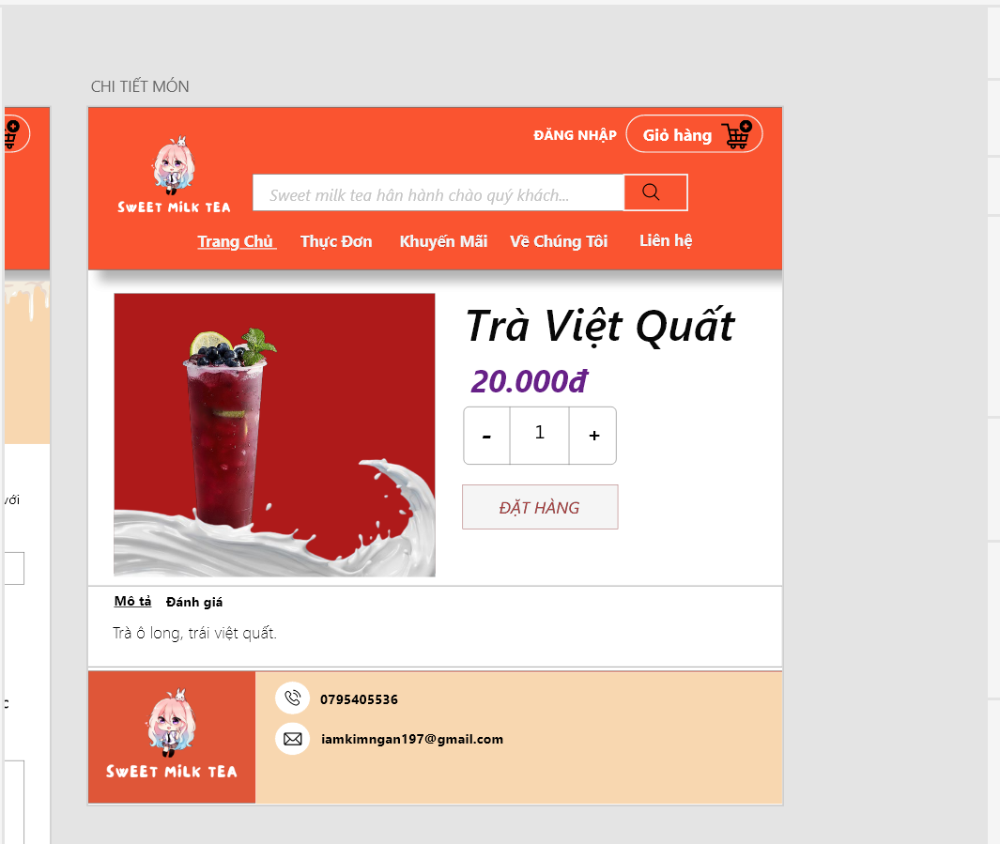 CHI TIẾT MÓN
ĐĂNG NHẬP
Giỏ hàng
SWEET MiLK TEA
Sweet milk tea hân hành chào quý khách...
Trang Chủ Thực Đơn Khuyến Mãi Về Chúng Tôi Liên hệ
Trà Việt Quất
20.000đ
- 1 +
ĐẶT HÀNG
với
Mô tả Đánh giá
Trà ô long, trái việt quất.
0795405536
iamkimngan197@gmail.com
SWEET MiLK TEA